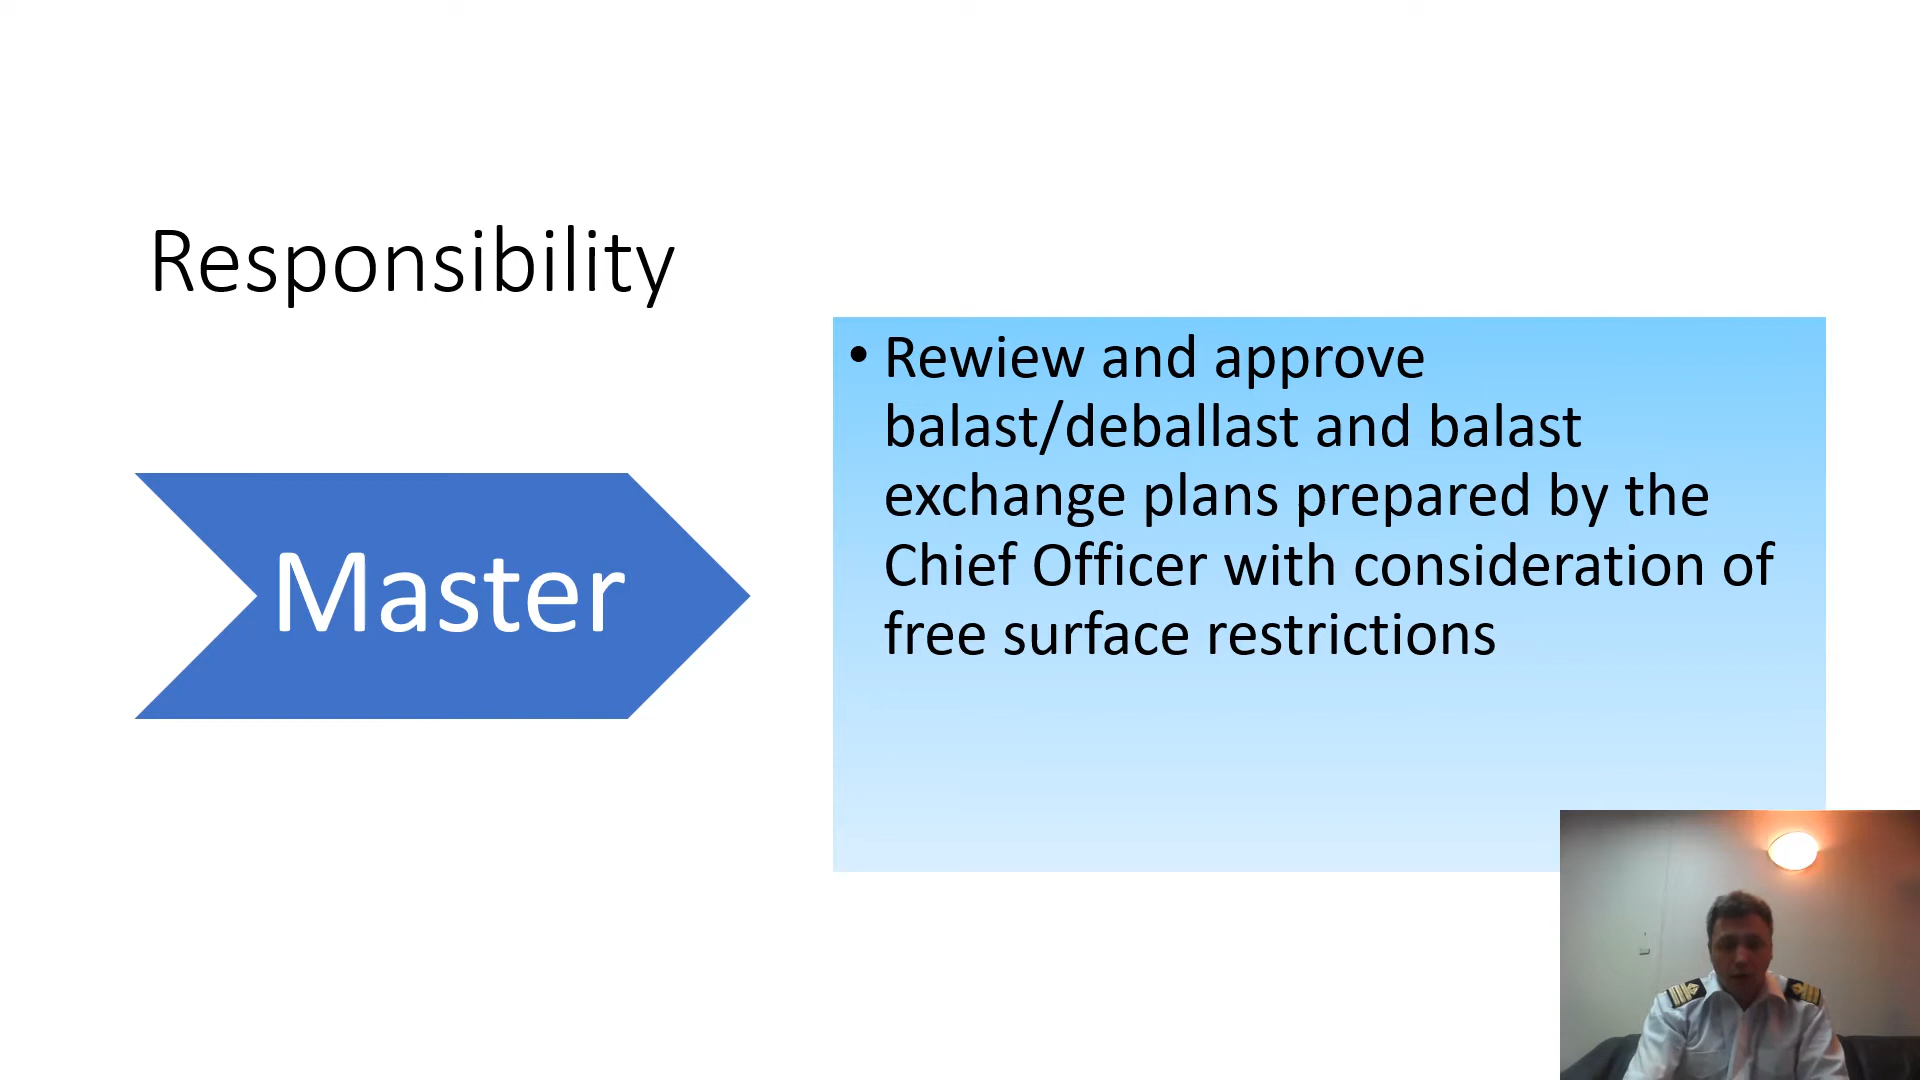 Responsibility
Master
• Rewiew and approve
balast/deballast and balast
exchange plans prepared by the
Chief Officer with consideration of
free surface restrictions